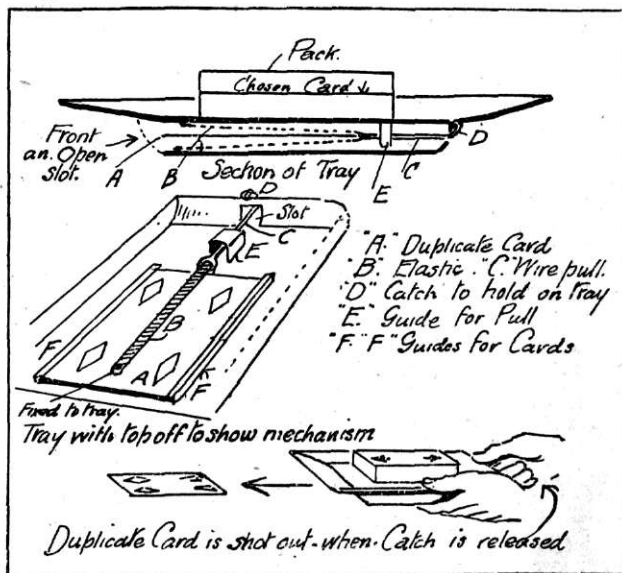 Pack.
Chosen Card ↓
Front
an Open
slot.
A
B
E
C
D
Section of Tray
D
Slot
C
E
B
A
F
F
Fixed to tray.
"A." Duplicate Card
"B." Elastic. "C." Wire pull.
"D" Catch to hold on tray
"E." Guide for Pull
"F." "F" Guides for Cards
Tray with top off to show mechanism
Duplicate Card is shot out when Catch is released